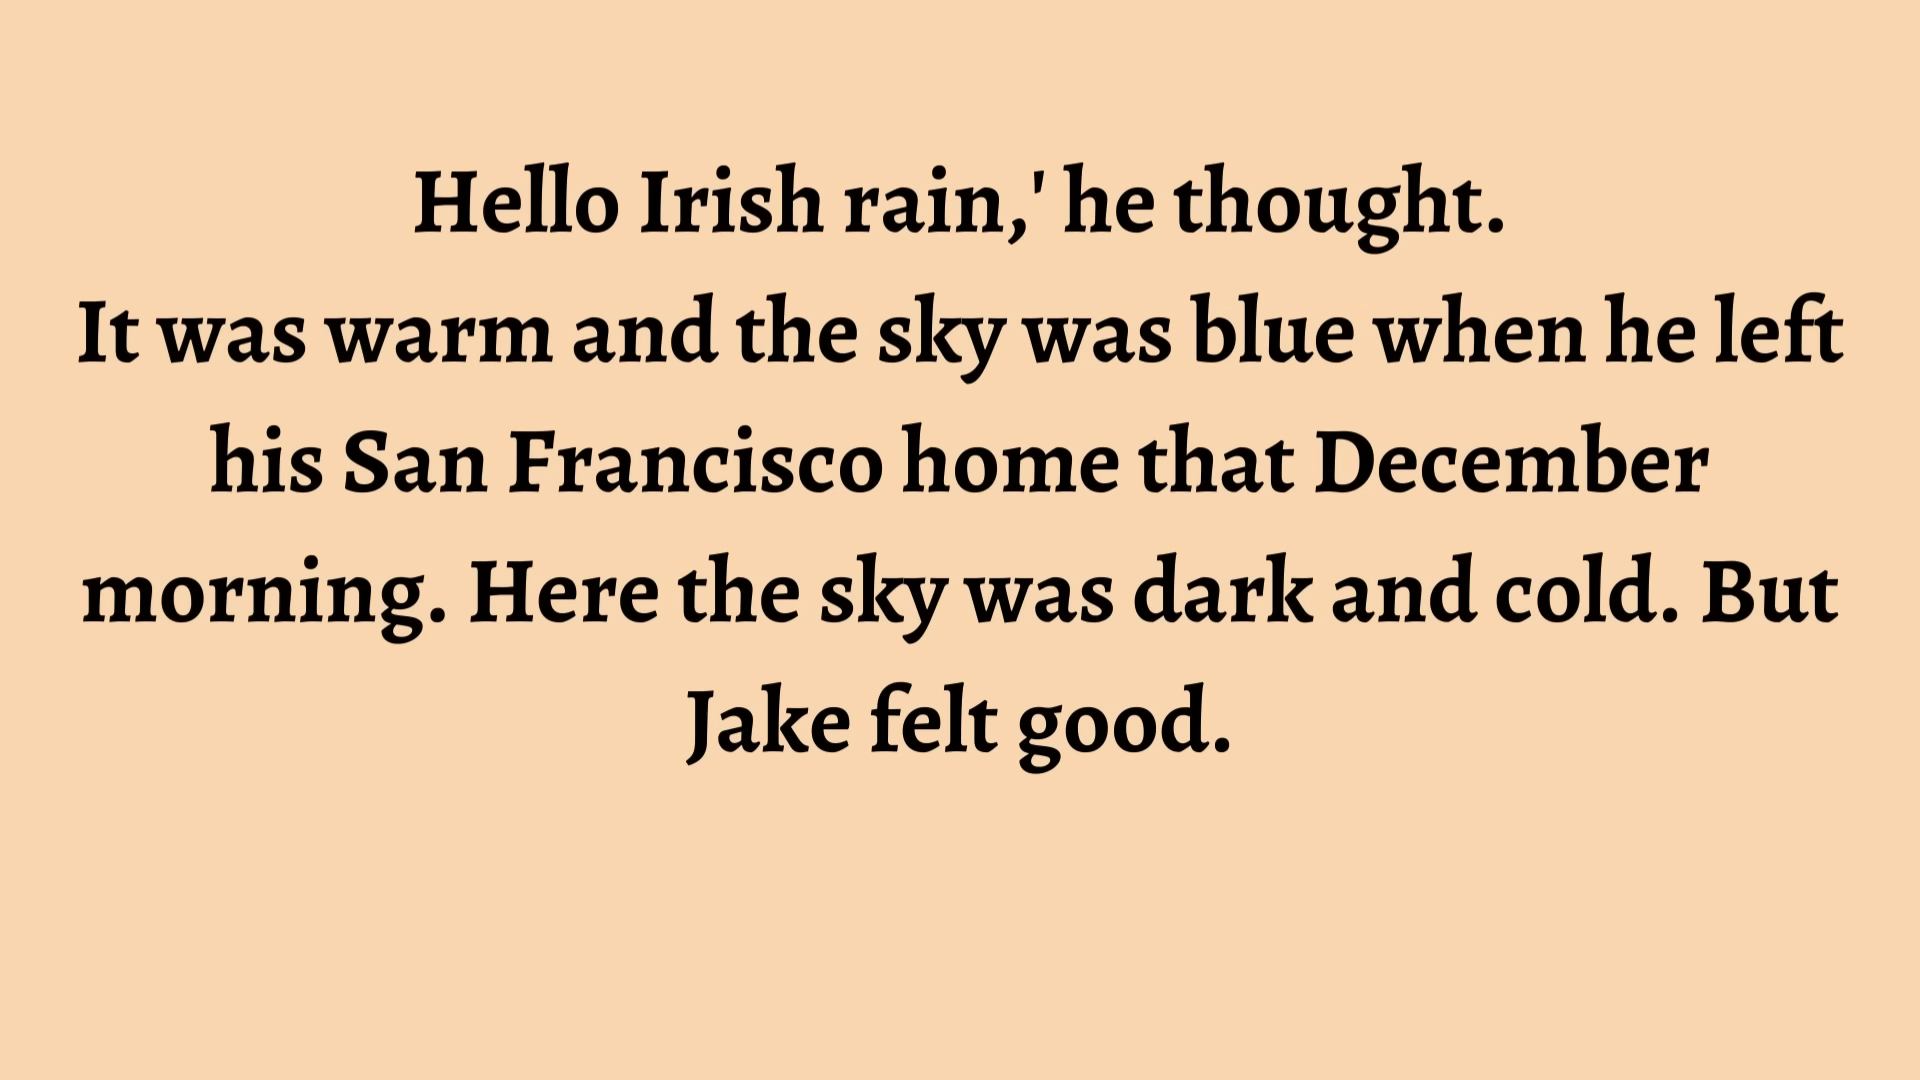 Hello Irish rain,' he thought.
It was warm and the sky was blue when he left
his San Francisco home that December
morning. Here the sky was dark and cold. But
Jake felt good.